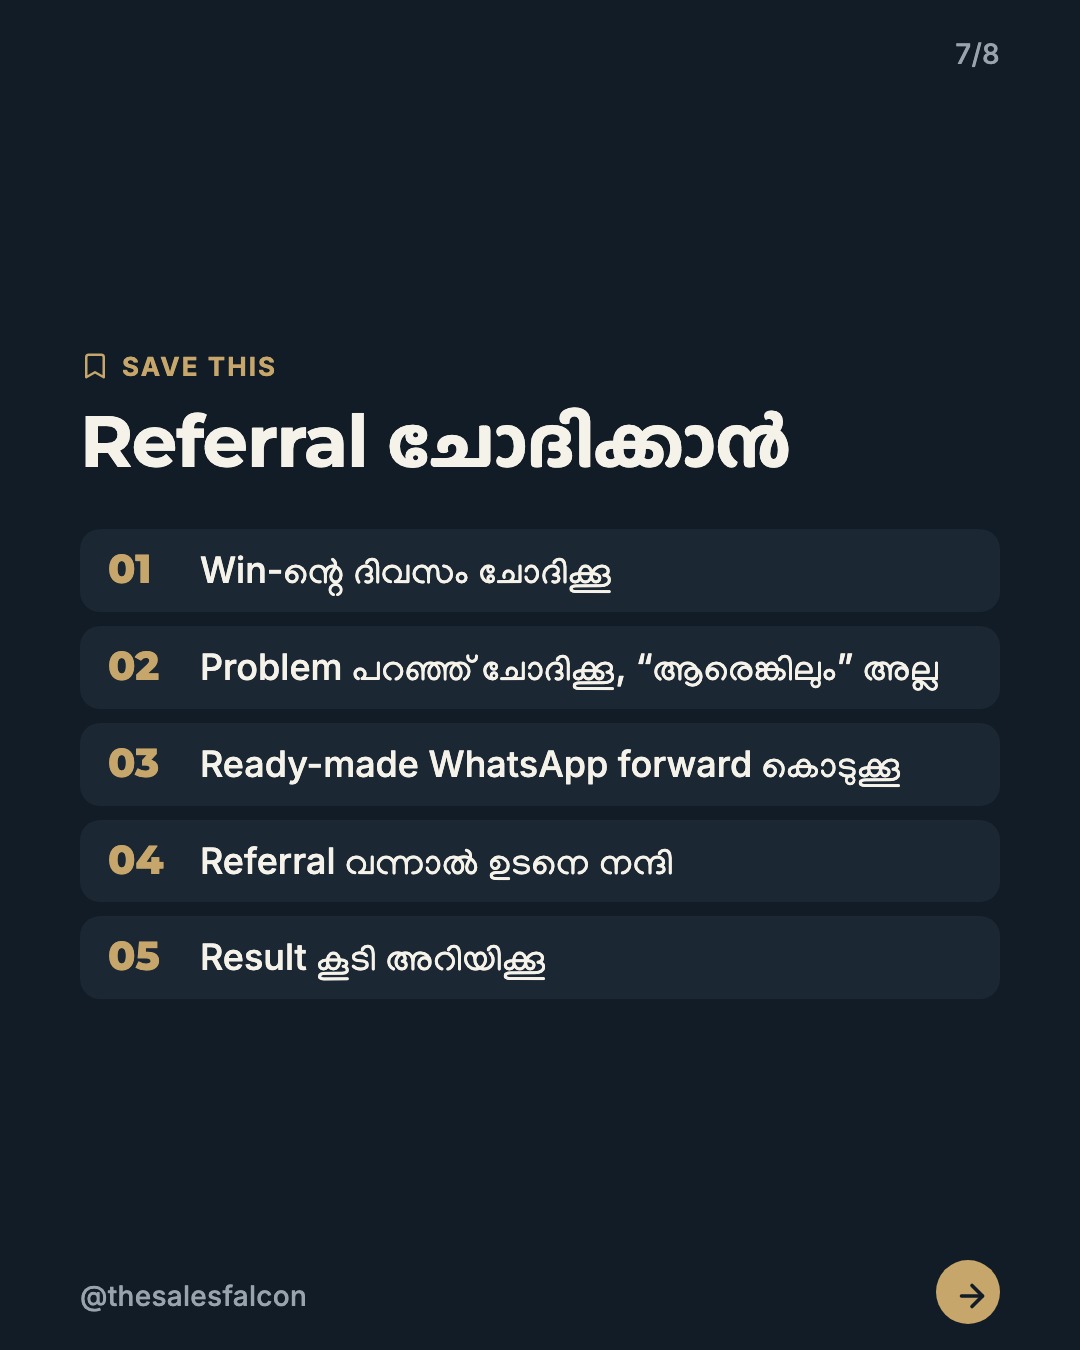 7/8
SAVE THIS
Referral ചോദിക്കാൻ
01 Win-ന്റെ ദിവസം ചോദിക്കൂ
02 Problem പറഞ്ഞ് ചോദിക്കൂ, “ആരെങ്കിലും” അല്ല
03 Ready-made WhatsApp forward കൊടുക്കൂ
04 Referral വന്നാൽ ഉടനെ നന്ദി
05 Result കൂടി അറിയിക്കൂ
@thesalesfalcon